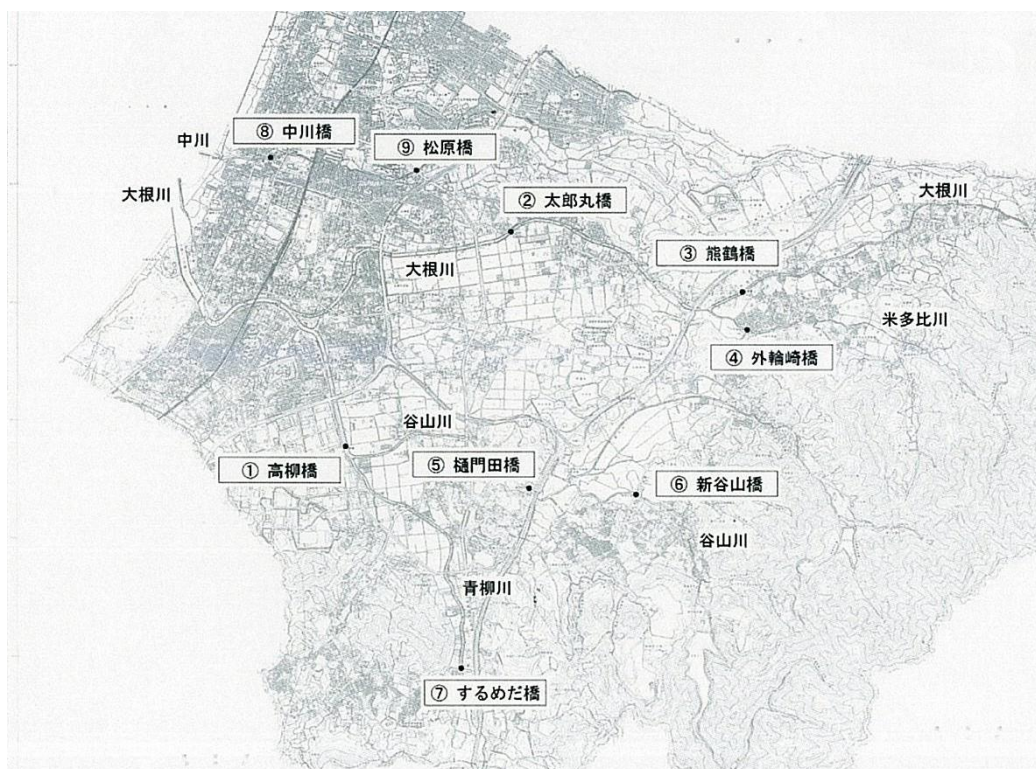 中川
⑧ 中川橋
⑨ 松原橋
大根川
② 太郎丸橋
大根川
大根川
③ 熊鶴橋
米多比川
④ 外輪崎橋
谷山川
① 高柳橋
⑤ 樋門田橋
⑥ 新谷山橋
谷山川
青柳川
⑦ するめだ橋